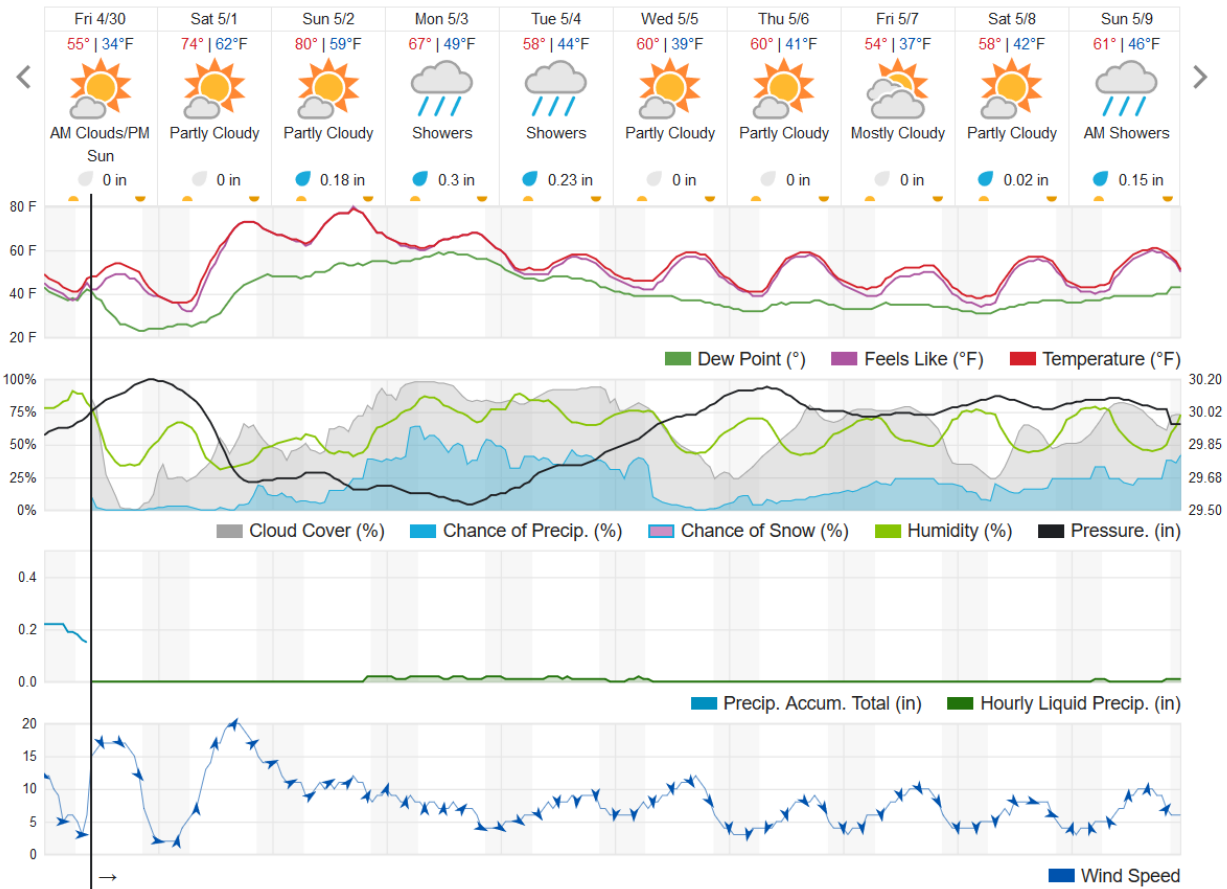 Fri 4/30 Sat 5/1 Sun 5/2 Mon 5/3 Tue 5/4 Wed 5/5 Thu 5/6 Fri 5/7 Sat 5/8 Sun 5/9
55° | 34°F 74° | 62°F 80° | 59°F 67° | 49°F 58° | 44°F 60° | 39°F 60° | 41°F 54° | 37°F 58° | 42°F 61° | 46°F
AM Clouds/PM Partly Cloudy Partly Cloudy Showers Showers Partly Cloudy Partly Cloudy Mostly Cloudy Partly Cloudy AM Showers
Sun
0 in 0 in 0.18 in 0.3 in 0.23 in 0 in 0 in 0 in 0.02 in 0.15 in
80 F
60 F
40 F
20 F
Dew Point (°) Feels Like (°F) Temperature (°F)
100% 30.20
75% 30.02
50% 29.85
25% 29.68
0% 29.50
Cloud Cover (%) Chance of Precip. (%) Chance of Snow (%) Humidity (%) Pressure. (in)
0.4
0.2
0.0
Precip. Accum. Total (in) Hourly Liquid Precip. (in)
20
15
10
5
0
→
Wind Speed